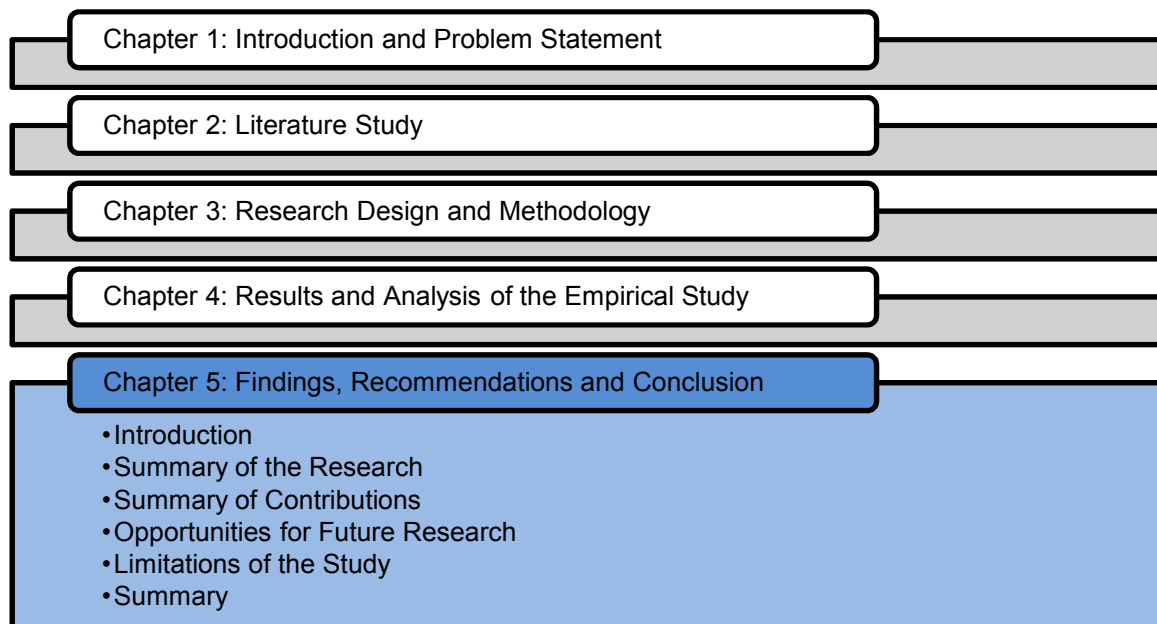 Chapter 1: Introduction and Problem Statement
Chapter 2: Literature Study
Chapter 3: Research Design and Methodology
Chapter 4: Results and Analysis of the Empirical Study
Chapter 5: Findings, Recommendations and Conclusion
•Introduction
•Summary of the Research
•Summary of Contributions
•Opportunities for Future Research
•Limitations of the Study
•Summary